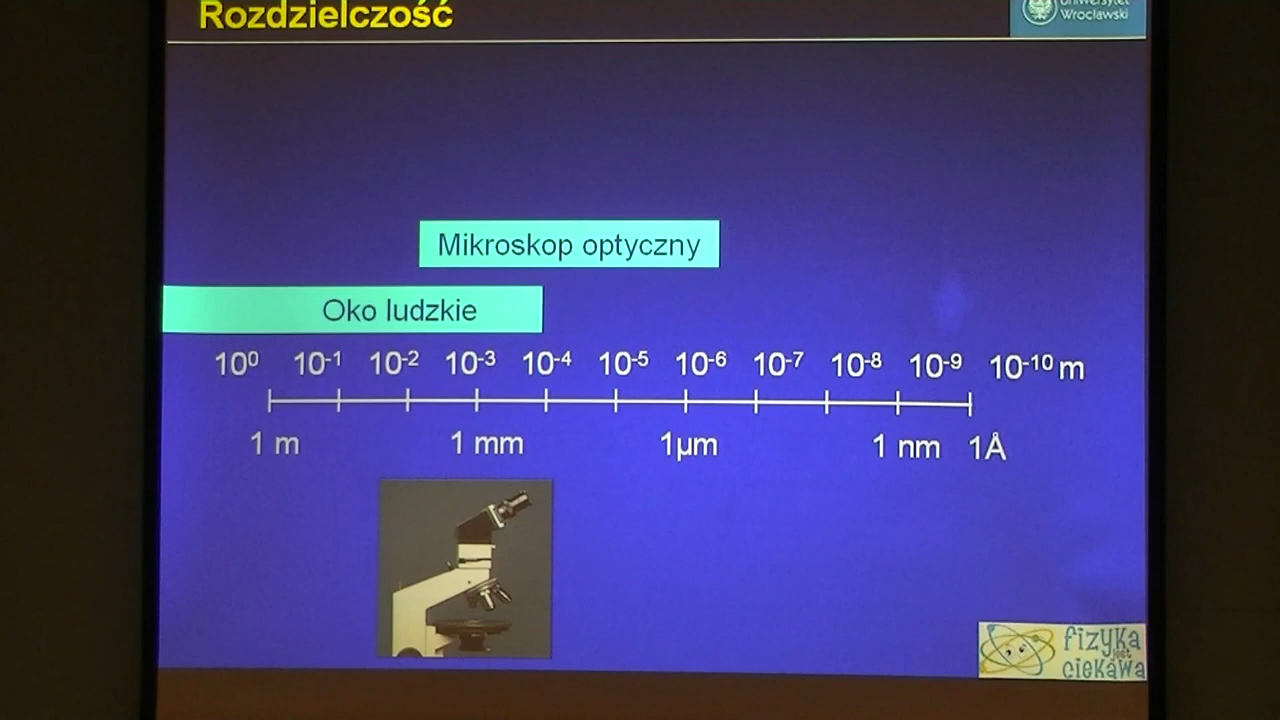 Rozdzielczość
Uniwersytet
Wrocławski
Mikroskop optyczny
Oko ludzkie
10⁰ 10⁻¹ 10⁻² 10⁻³ 10⁻⁴ 10⁻⁵ 10⁻⁶ 10⁻⁷ 10⁻⁸ 10⁻⁹ 10⁻¹⁰ m
1 m 1 mm 1µm 1 nm 1Å
fizyka
jest
ciekawa